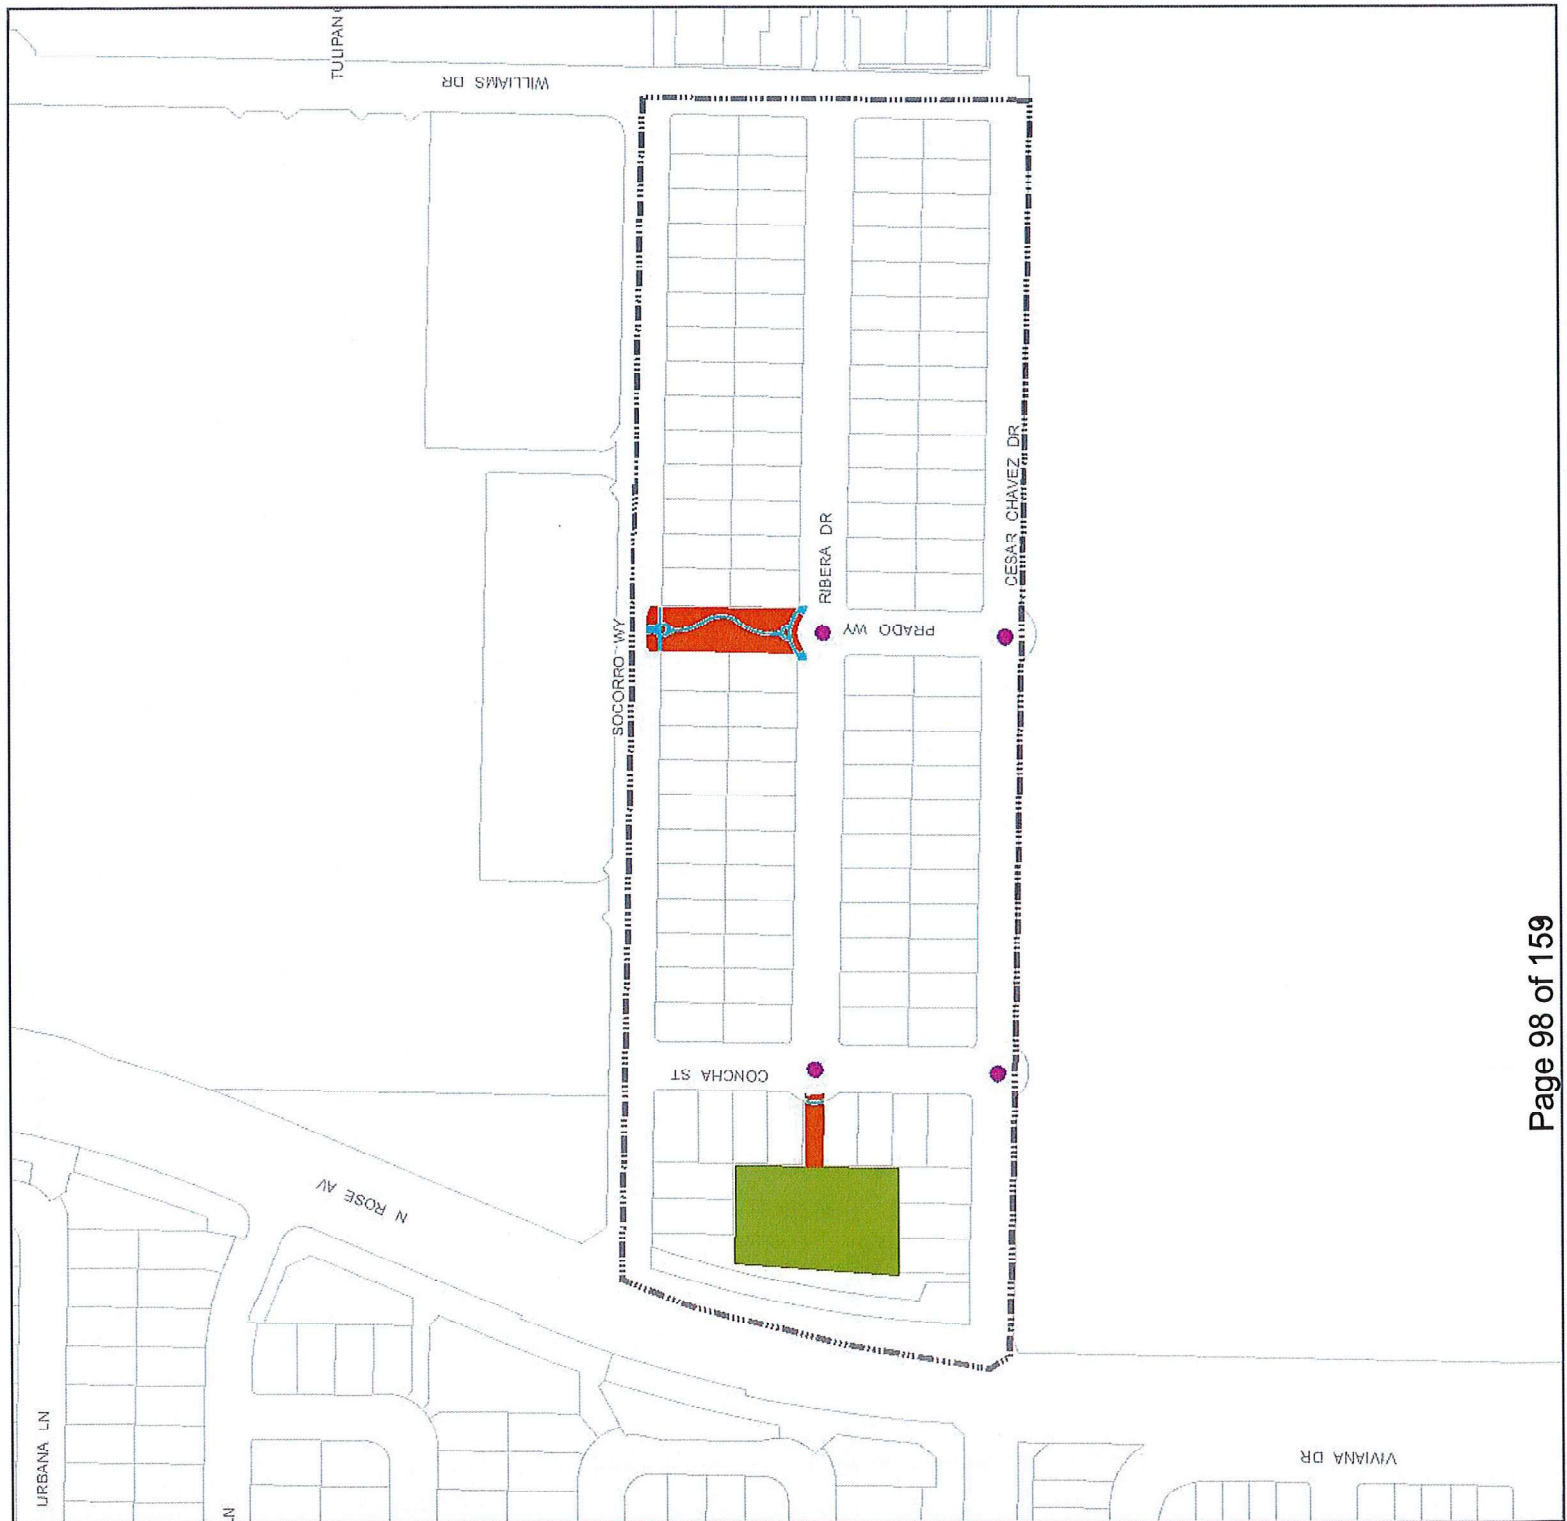 TULIPAN
WILLIAMS DR
RIBERA DR
CESAR CHAVEZ DR
PRADO WY
SOCORRO WY
CONCHA ST
N ROSE AV
URBANA LN
LN
VIVIANA DR
Page 98 of 159